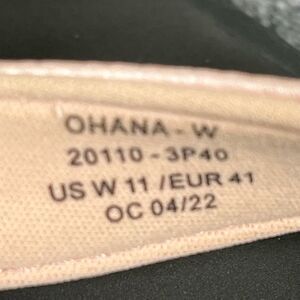 OHANA - W
20110 - 3P40
US W 11 / EUR 41
OC 04/22